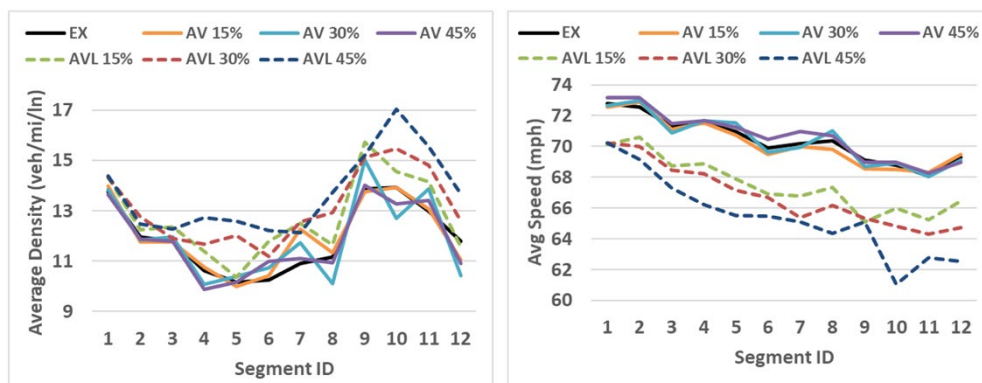 EX AV 15% AV 30% AV 45%
AVL 15% AVL 30% AVL 45%
Average Density (veh/mi/ln)
17
15
13
11
9
1 2 3 4 5 6 7 8 9 10 11 12
Segment ID
EX AV 15% AV 30% AV 45%
AVL 15% AVL 30% AVL 45%
Avg Speed (mph)
74
72
70
68
66
64
62
60
1 2 3 4 5 6 7 8 9 10 11 12
Segment ID